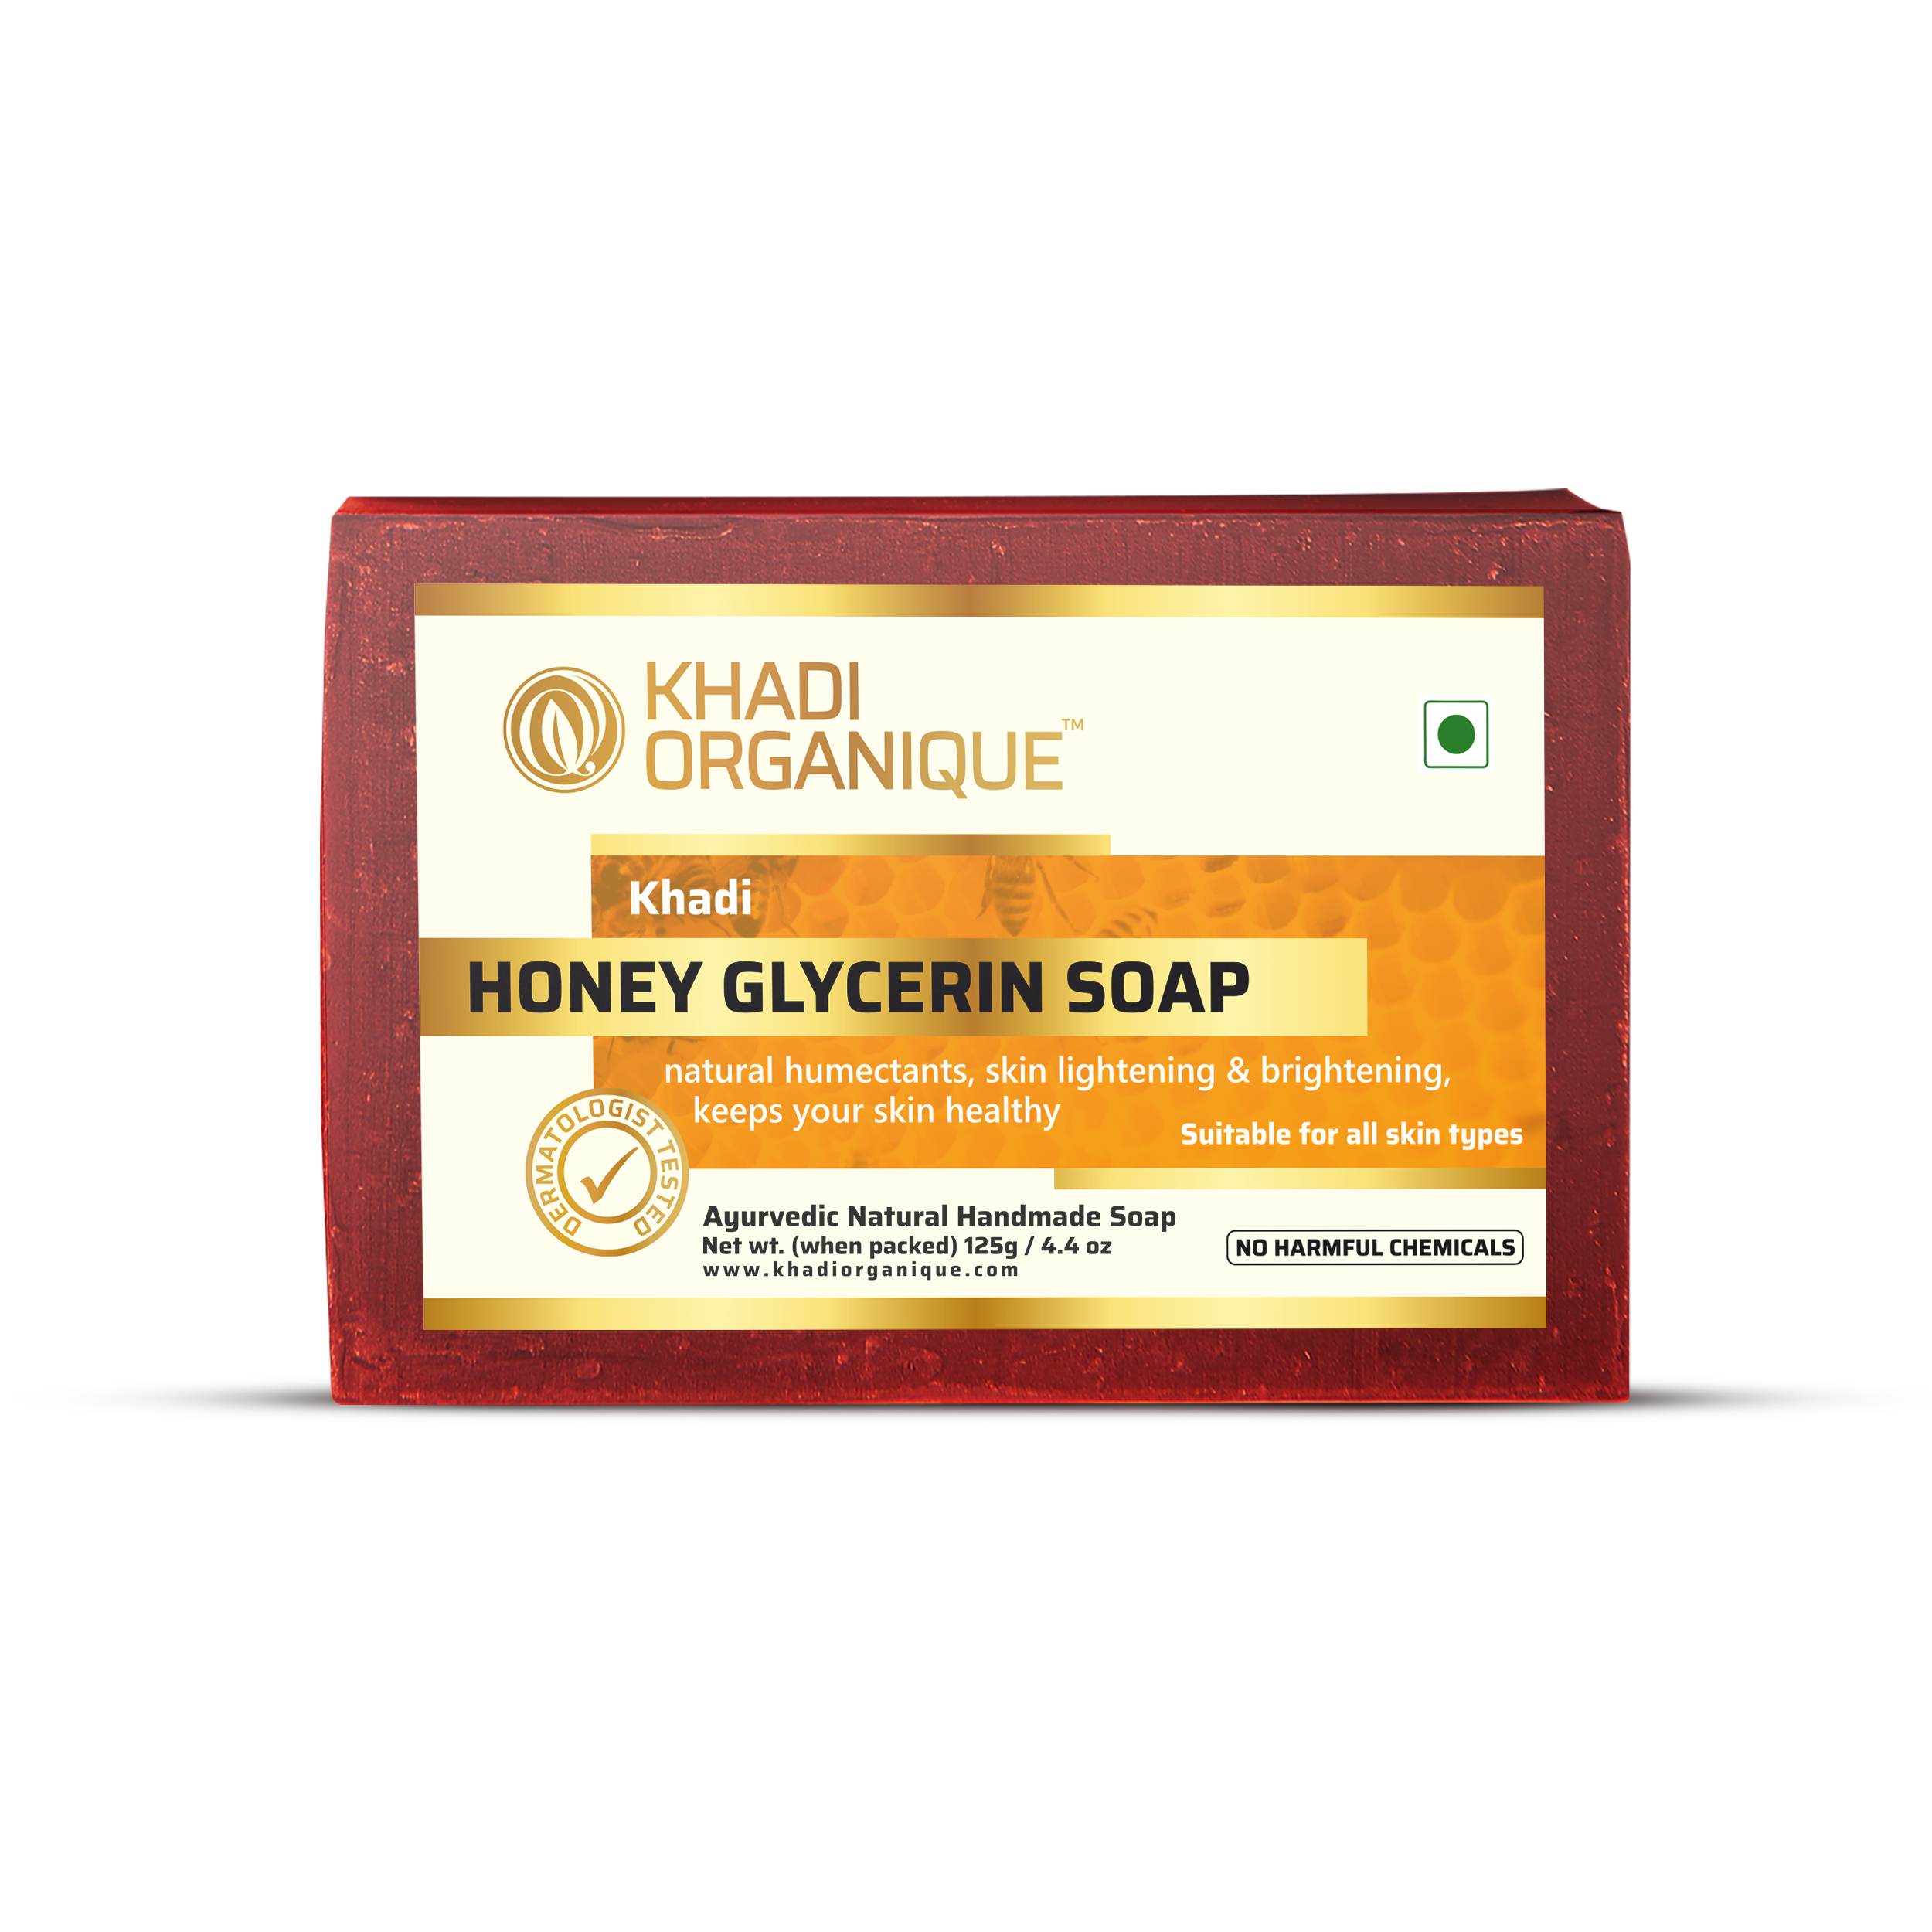 KHADI
ORGANIQUE™
Khadi
HONEY GLYCERIN SOAP
natural humectants, skin lightening & brightening,
keeps your skin healthy
Suitable for all skin types
DERMATOLOGIST TESTED
Ayurvedic Natural Handmade Soap
Net wt. (when packed) 125g / 4.4 oz
www.khadiorganique.com
NO HARMFUL CHEMICALS